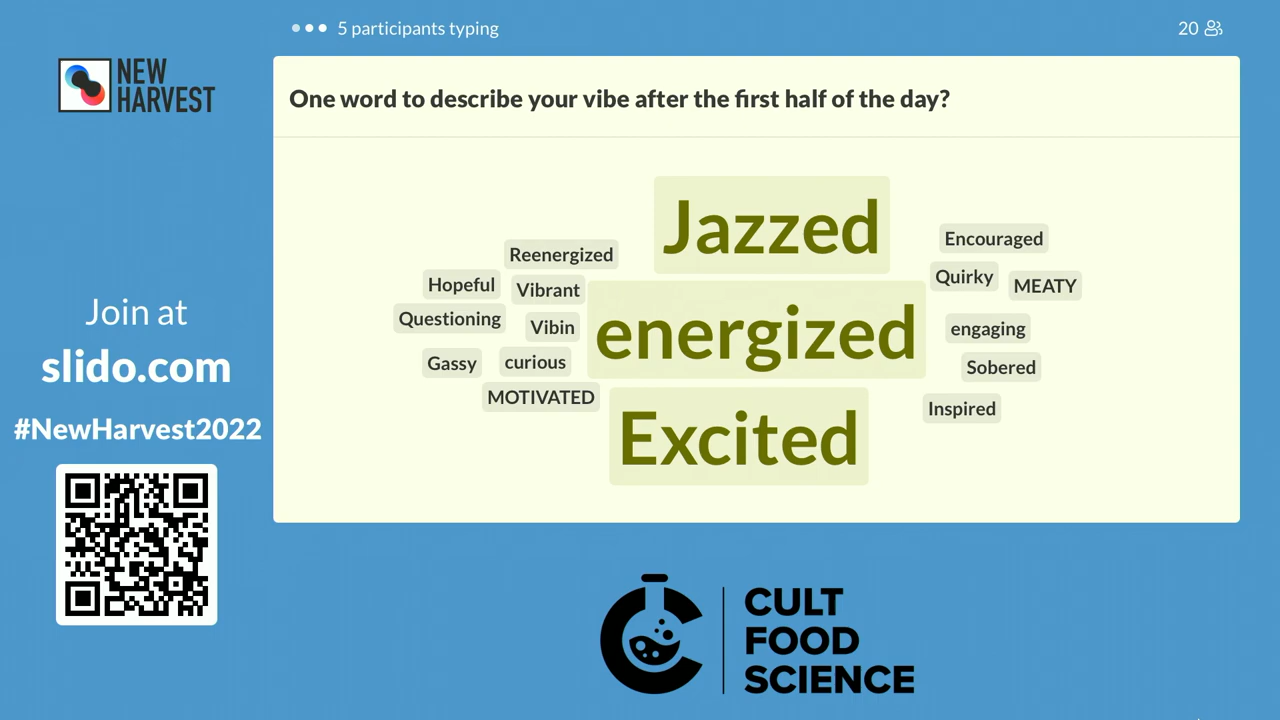 5 participants typing
20
NEW
HARVEST
One word to describe your vibe after the first half of the day?
Jazzed
Encouraged
Reenergized
Quirky
Hopeful
Vibrant
MEATY
Questioning
Vibin
energized
engaging
Gassy
curious
Sobered
MOTIVATED
Excited
Inspired
Join at
slido.com
#NewHarvest2022
CULT
FOOD
SCIENCE